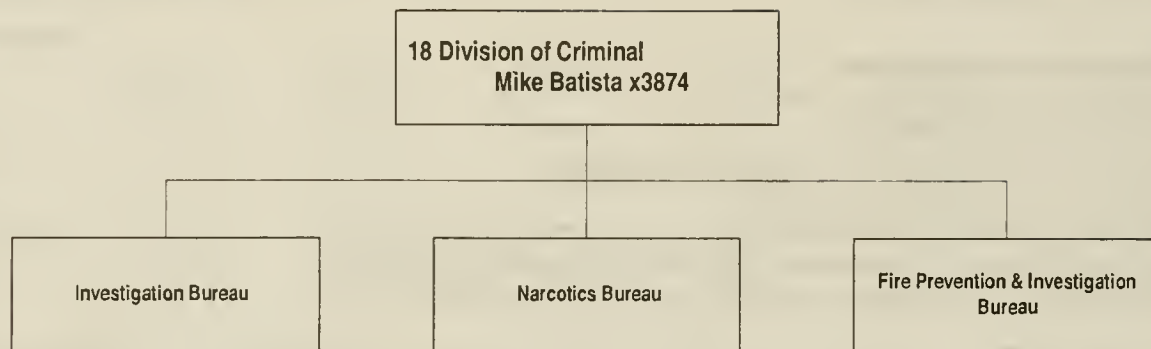 18 Division of Criminal
Mike Batista x3874
Investigation Bureau
Narcotics Bureau
Fire Prevention & Investigation
Bureau